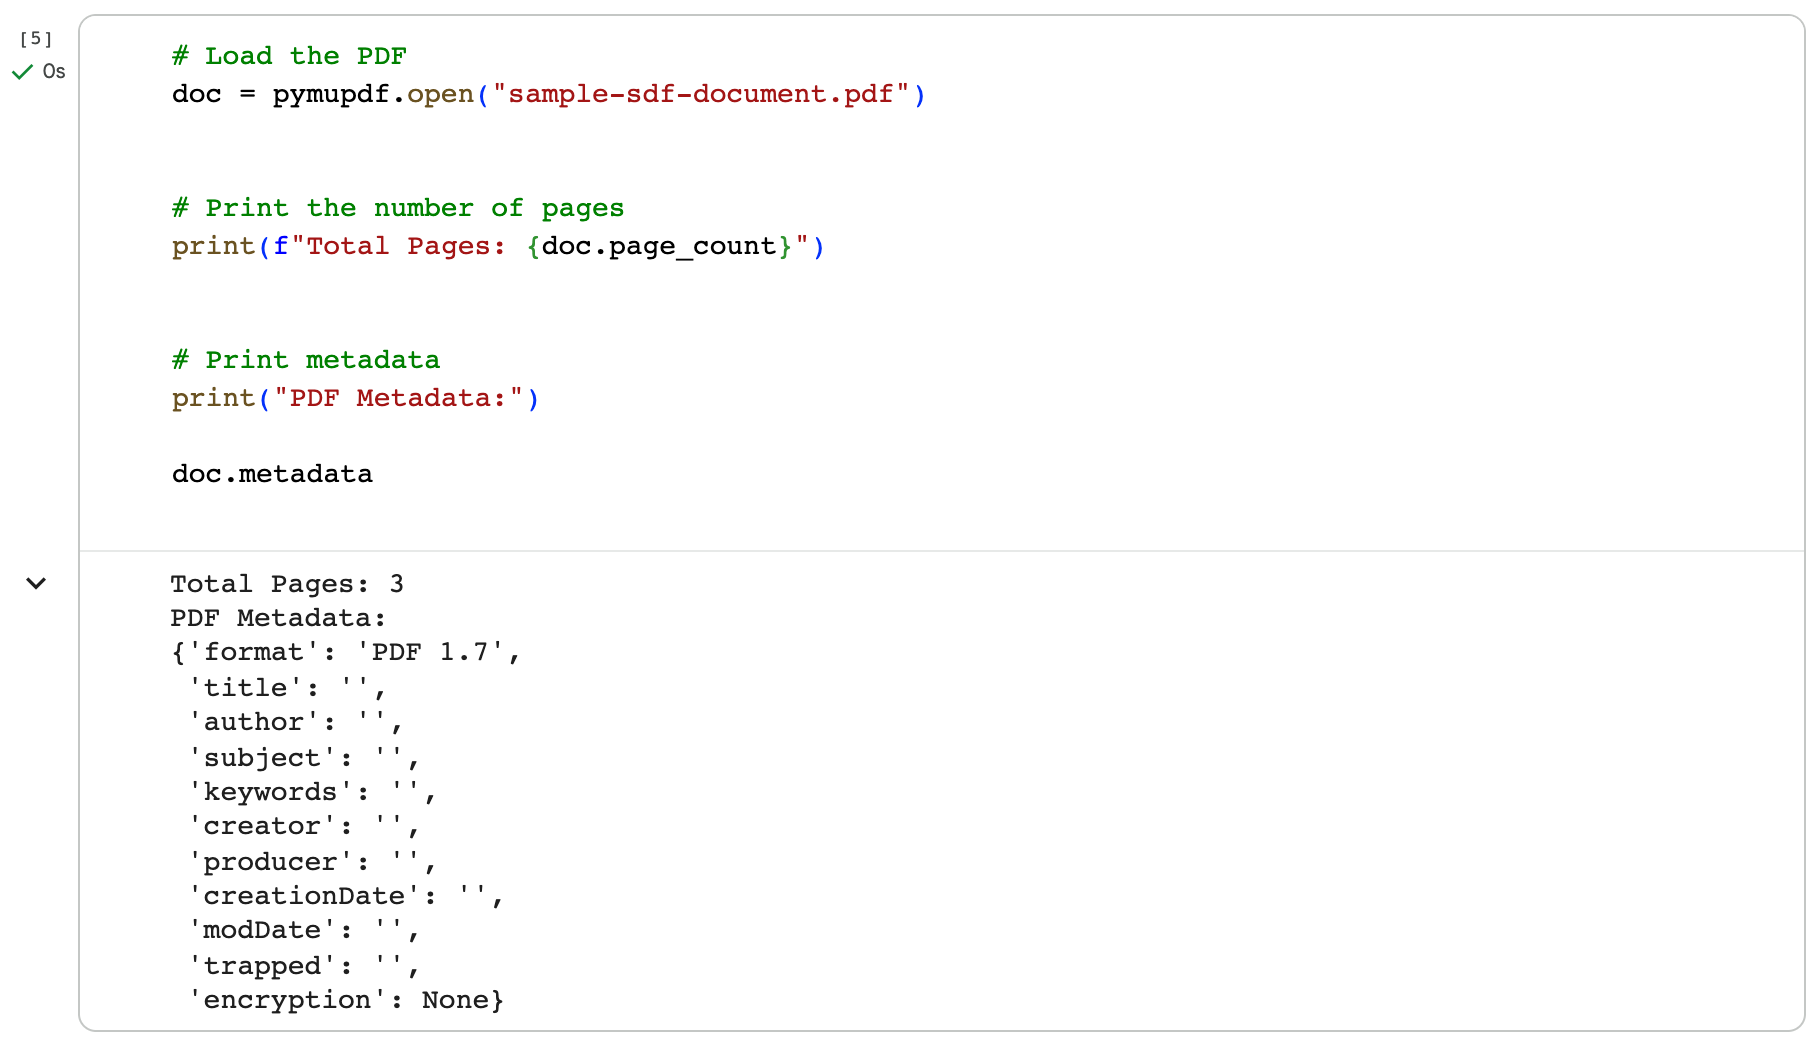 [5]
0s
# Load the PDF
doc = pymupdf.open("sample-sdf-document.pdf")
# Print the number of pages
print(f"Total Pages: {doc.page_count}")
# Print metadata
print("PDF Metadata:")
doc.metadata
Total Pages: 3
PDF Metadata:
{'format': 'PDF 1.7',
 'title': '',
 'author': '',
 'subject': '',
 'keywords': '',
 'creator': '',
 'producer': '',
 'creationDate': '',
 'modDate': '',
 'trapped': '',
 'encryption': None}